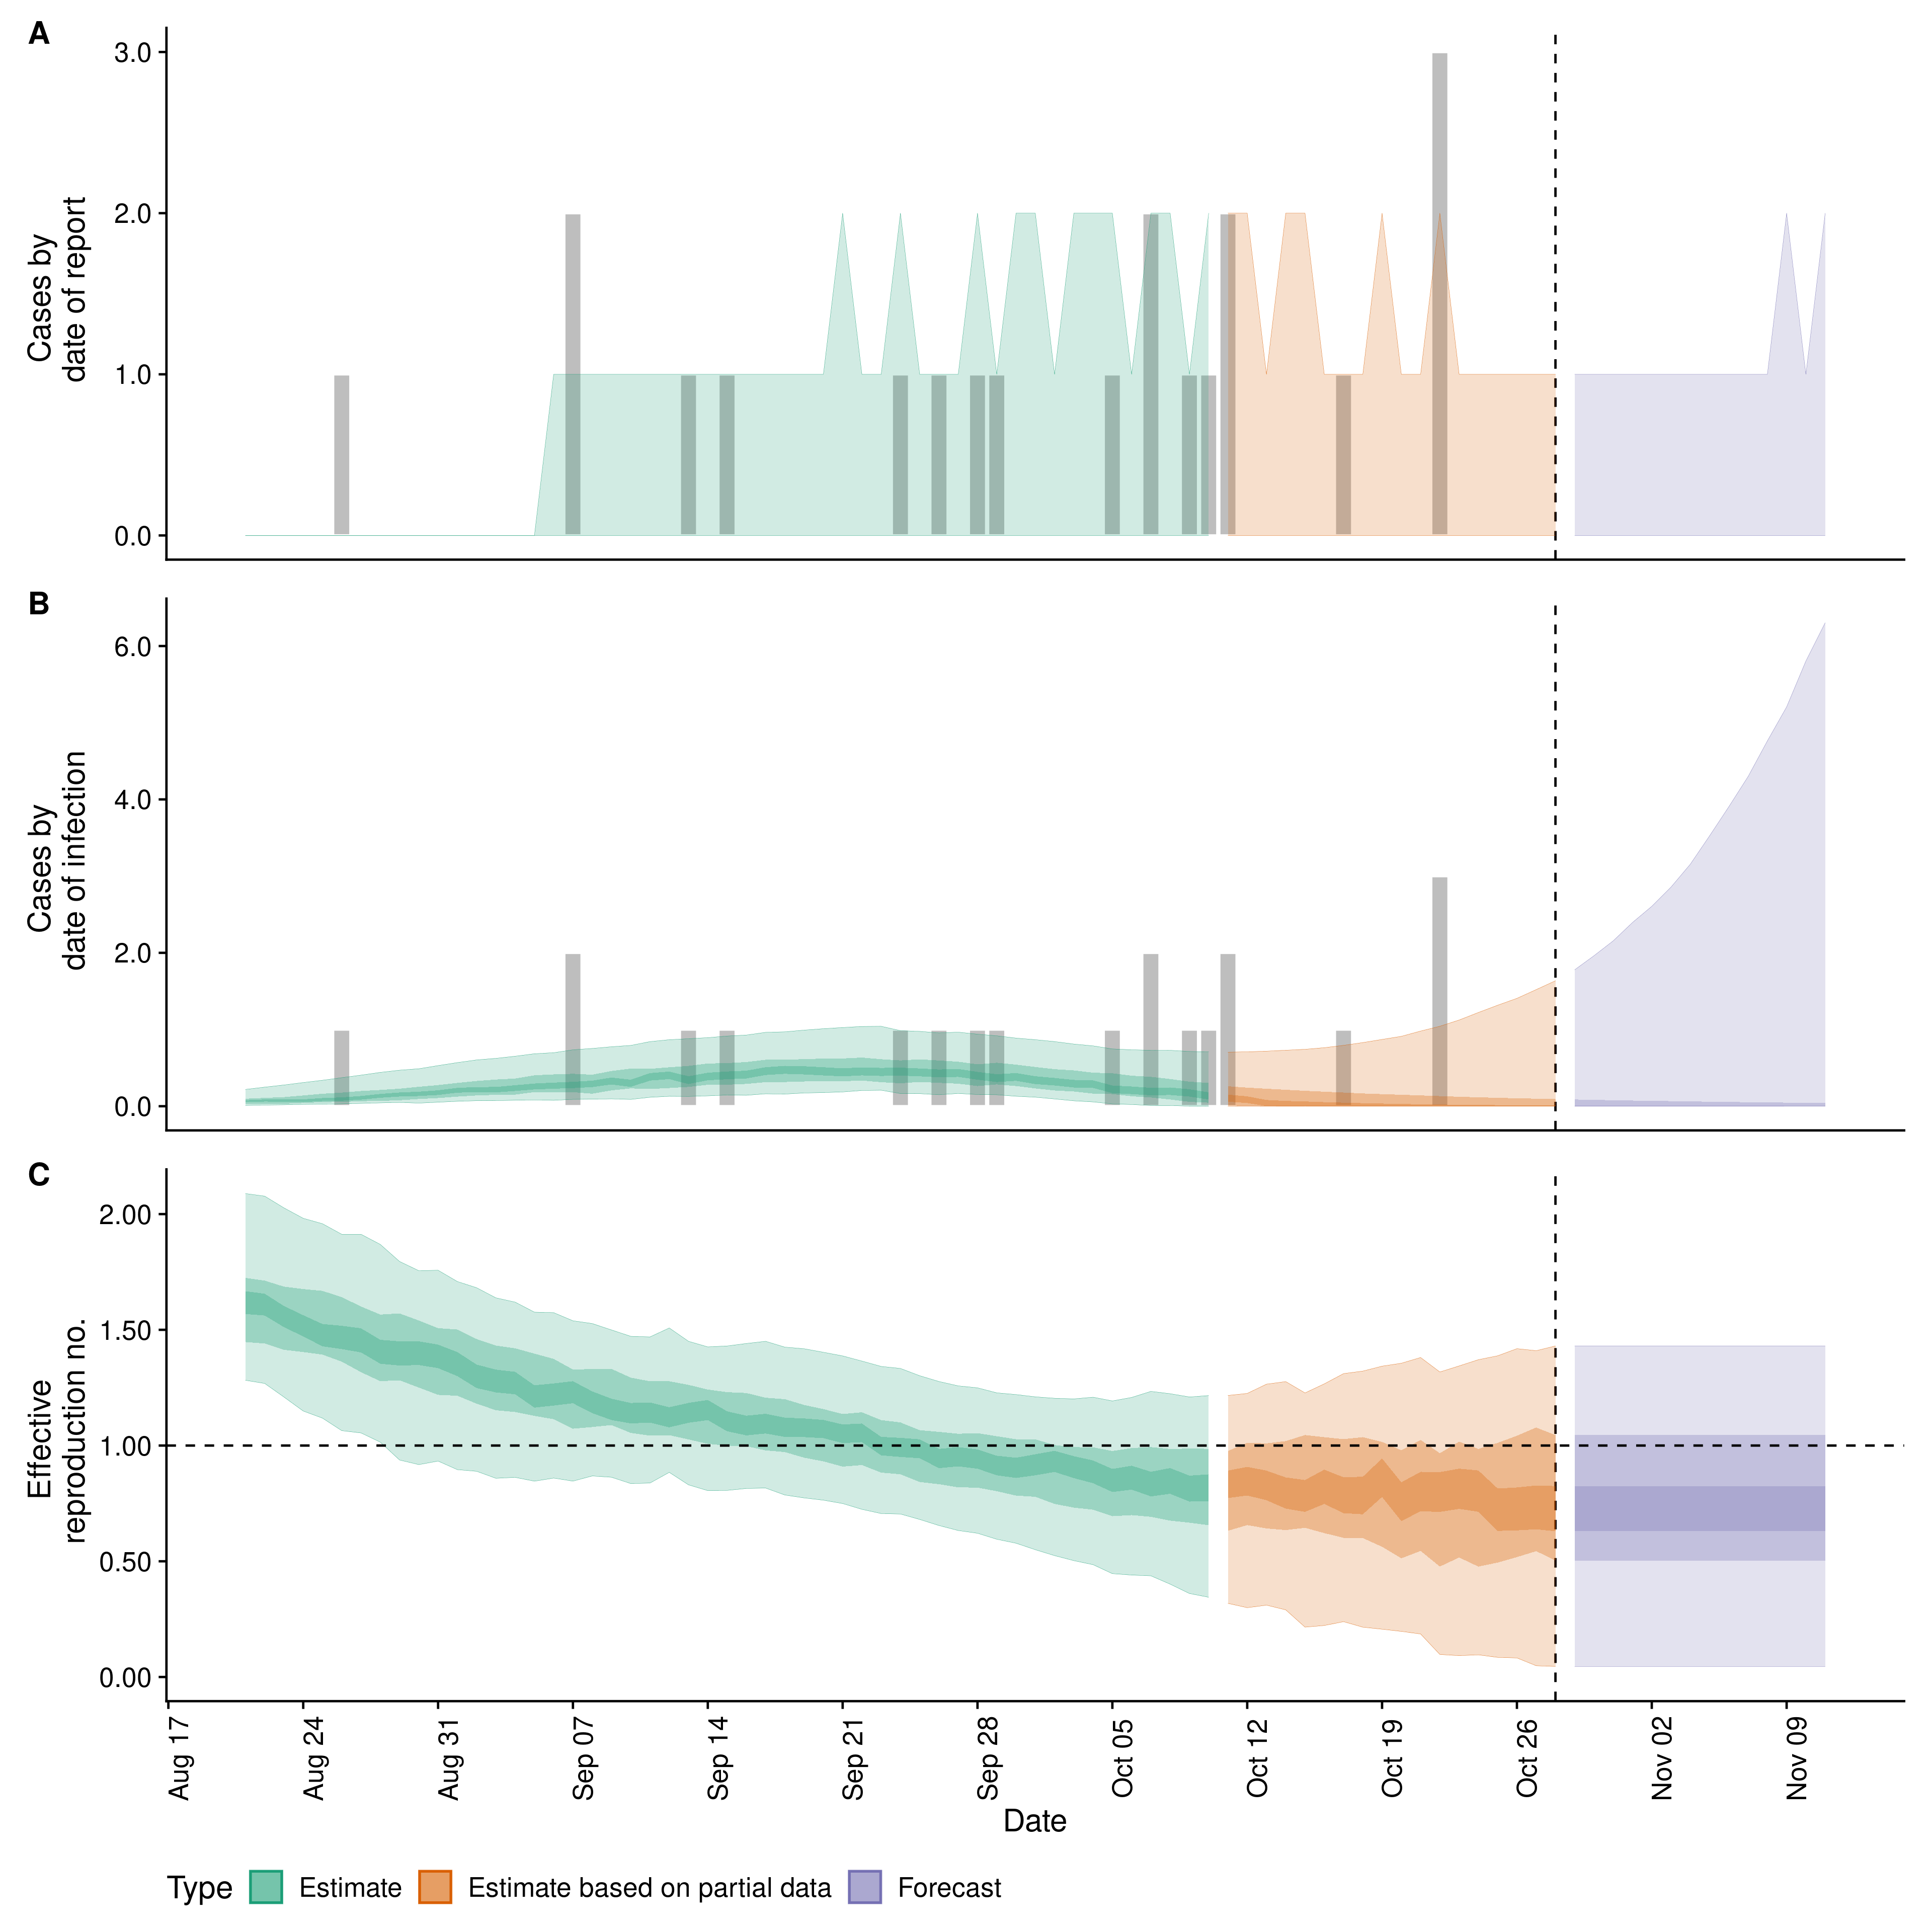 A
Cases by
date of report
3.0
2.0
1.0
0.0
B
Cases by
date of infection
6.0
4.0
2.0
0.0
C
Effective
reproduction no.
2.00
1.50
1.00
0.50
0.00
Aug 17
Aug 24
Aug 31
Sep 07
Sep 14
Sep 21
Sep 28
Oct 05
Oct 12
Oct 19
Oct 26
Nov 02
Nov 09
Date
Type Estimate Estimate based on partial data Forecast